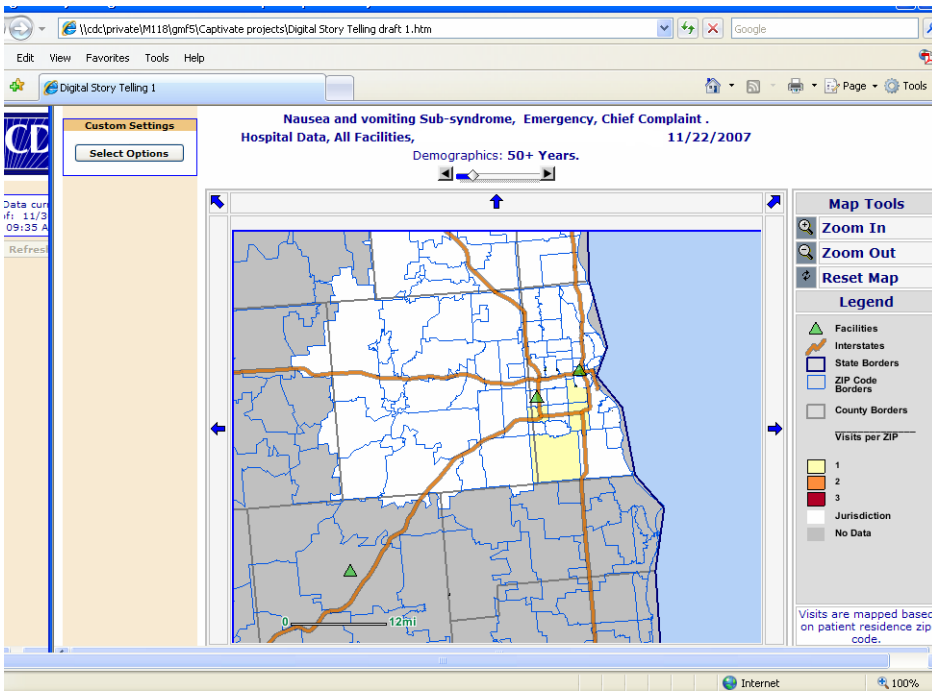 \\cdc\private\M118\gmf5\Captivate projects\Digital Story Telling draft 1.htm
Google
Edit View Favorites Tools Help
Digital Story Telling 1
Page Tools
CD
Custom Settings
Select Options
Data curr
of: 11/3
09:35 A
Refres
Nausea and vomiting Sub-syndrome, Emergency, Chief Complaint .
Hospital Data, All Facilities, 11/22/2007
Demographics: 50+ Years.
Map Tools
Zoom In
Zoom Out
Reset Map
Legend
Facilities
Interstates
State Borders
ZIP Code
Borders
County Borders
Visits per ZIP
1
2
3
Jurisdiction
No Data
0 12mi
Visits are mapped based
on patient residence zip
code.
Internet 100%